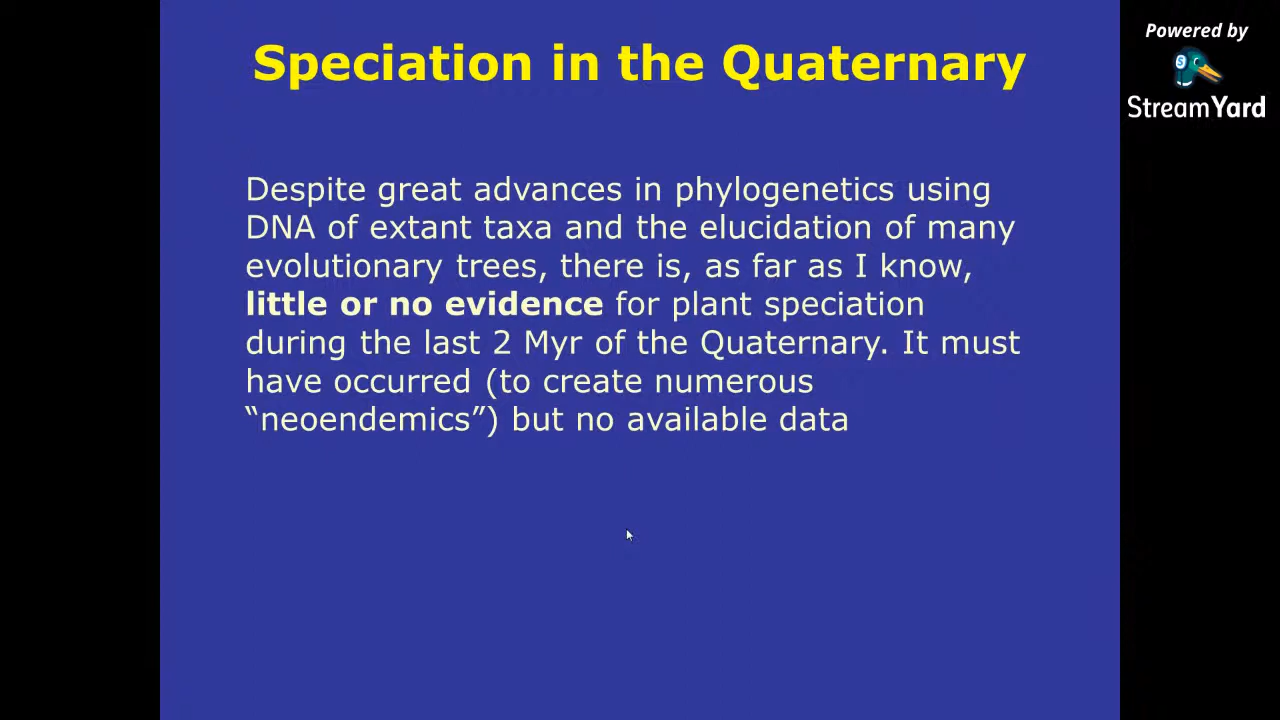 Speciation in the Quaternary
Powered by
StreamYard
Despite great advances in phylogenetics using
DNA of extant taxa and the elucidation of many
evolutionary trees, there is, as far as I know,
little or no evidence for plant speciation
during the last 2 Myr of the Quaternary. It must
have occurred (to create numerous
“neoendemics”) but no available data